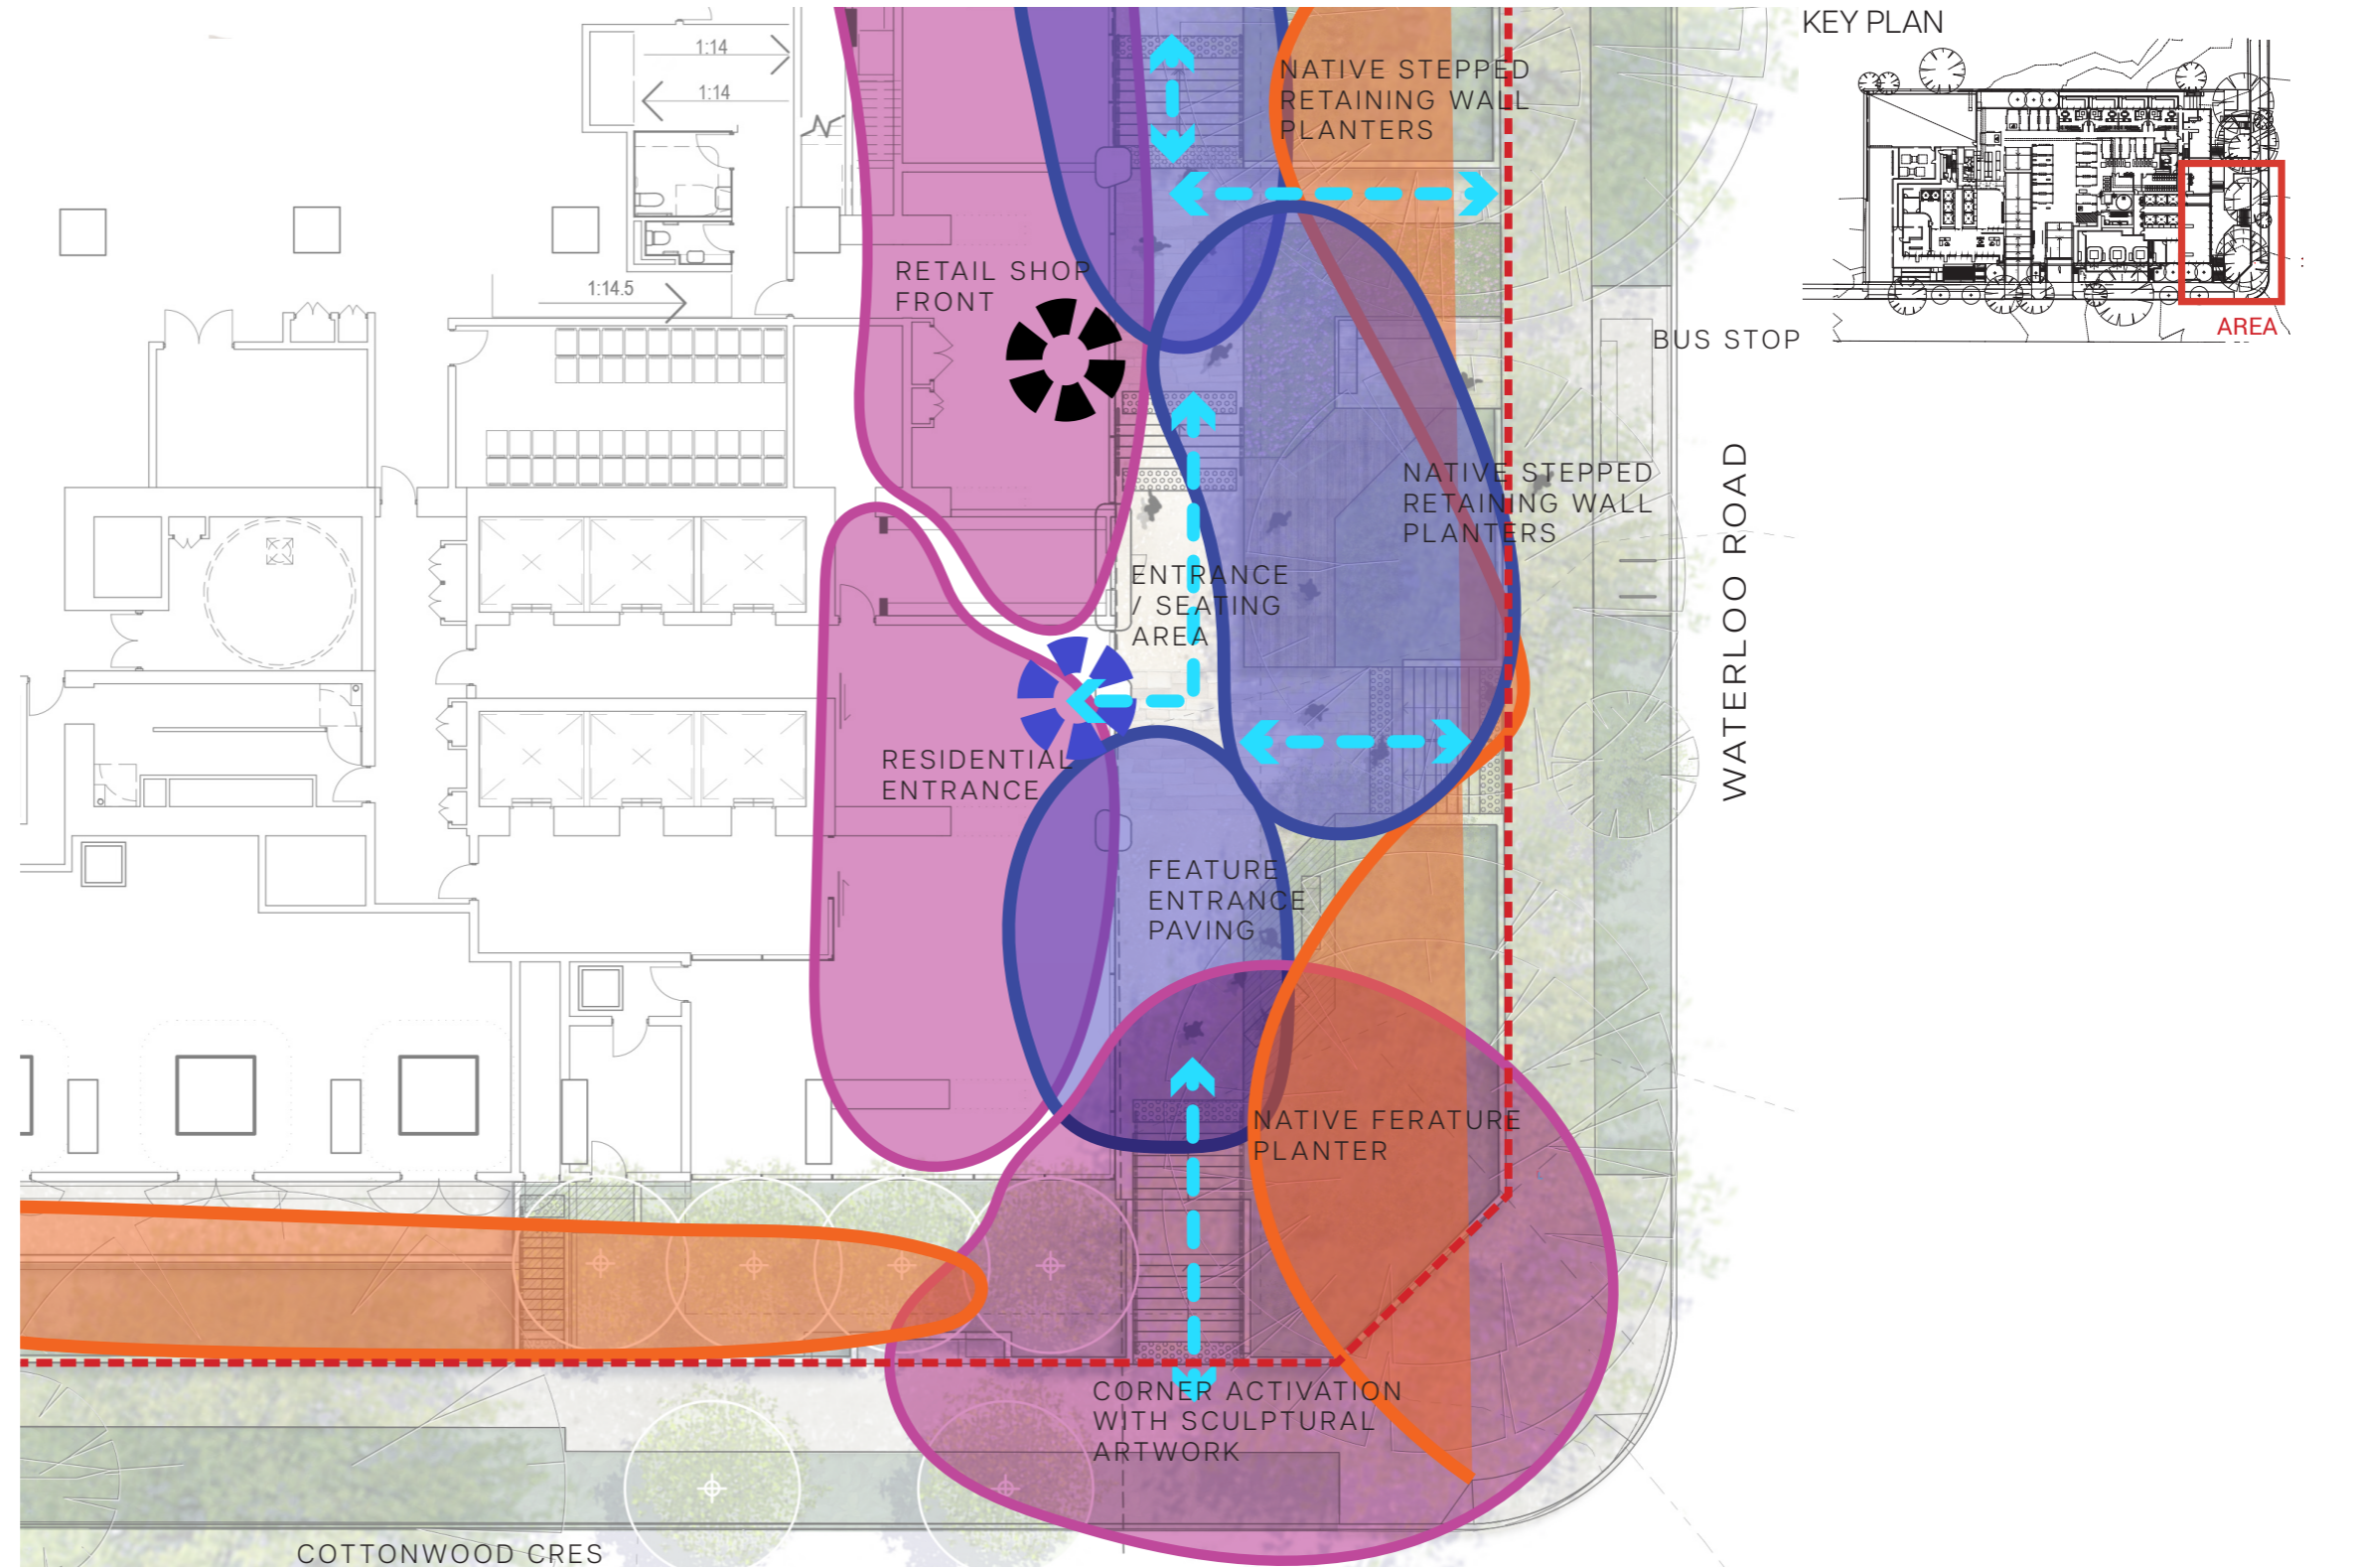 KEY PLAN
1:14
1:14
NATIVE STEPPED
RETAINING WALL
PLANTERS
RETAIL SHOP
FRONT
1:14.5
AREA
BUS STOP
WATERLOO ROAD
NATIVE STEPPED
RETAINING WALL
PLANTERS
ENTRANCE
/ SEATING
AREA
RESIDENTIAL
ENTRANCE
FEATURE
ENTRANCE
PAVING
NATIVE FERATURE
PLANTER
CORNER ACTIVATION
WITH SCULPTURAL
ARTWORK
COTTONWOOD CRES